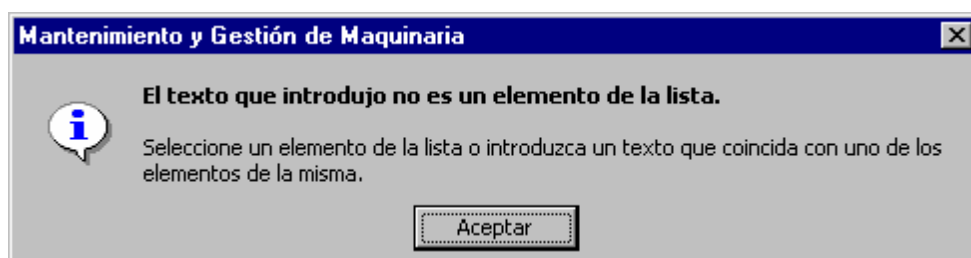 Mantenimiento y Gestión de Maquinaria
El texto que introdujo no es un elemento de la lista.
Seleccione un elemento de la lista o introduzca un texto que coincida con uno de los
elementos de la misma.
Aceptar